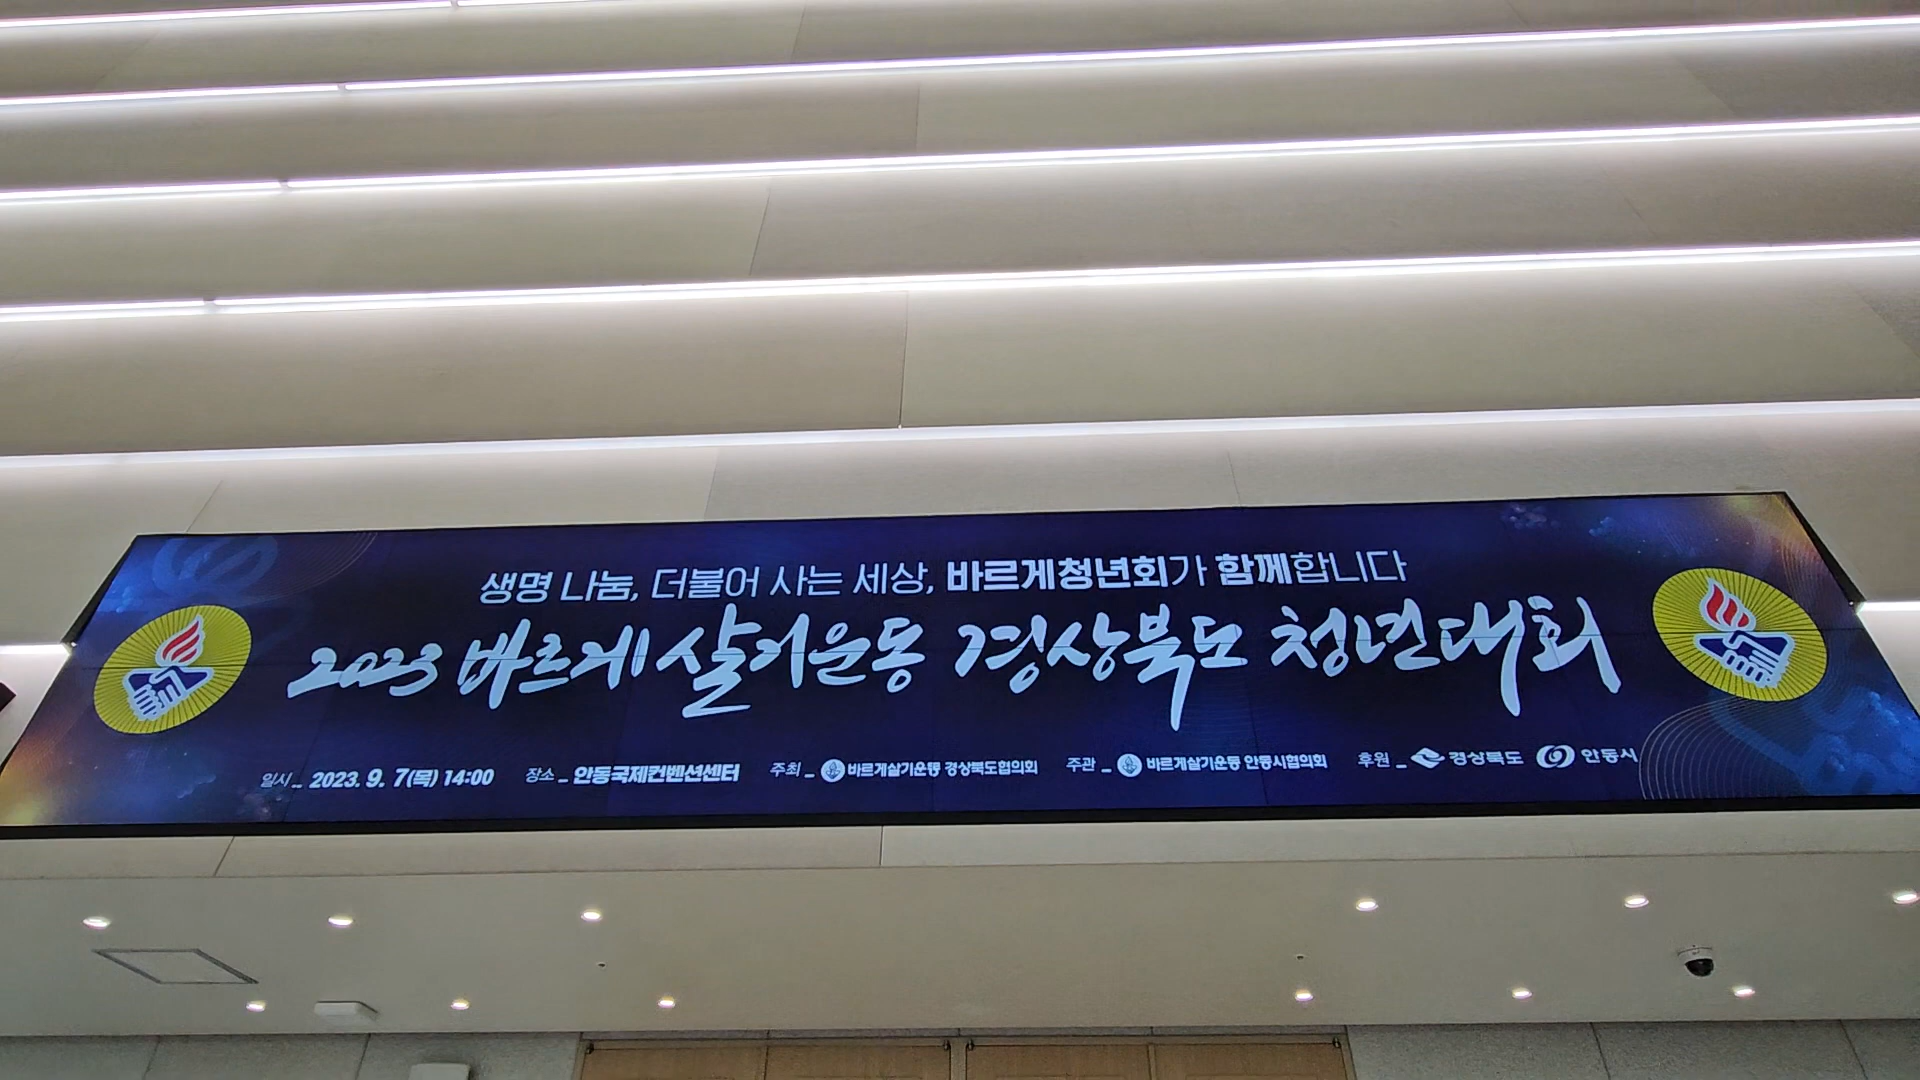 생명 나눔, 더불어 사는 세상, 바르게청년회가 함께합니다
2023 바르게살기운동 경상북도 청년대회
일시 _ 2023. 9. 7(목) 14:00 장소 _ 안동국제컨벤션센터 주최 _ 바르게살기운동 경상북도협의회 주관 _ 바르게살기운동 안동시협의회 후원 _ 경상북도 안동시